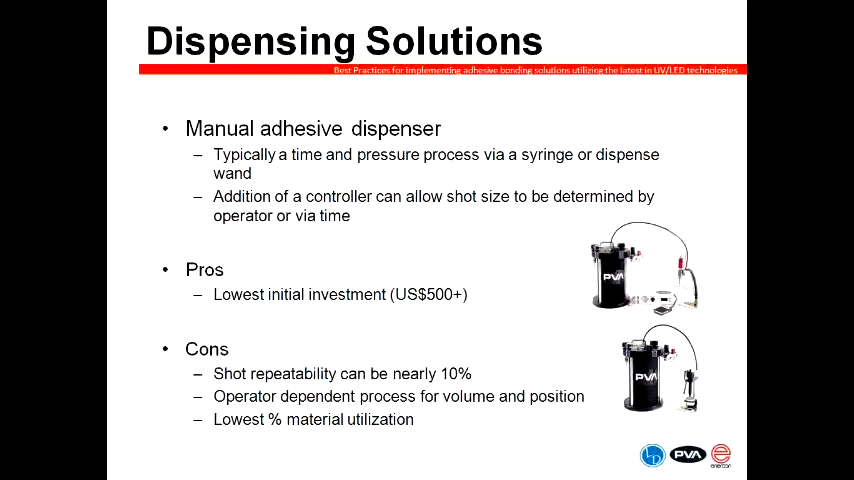 Dispensing Solutions
Best Practices for implementing adhesive bonding solutions utilizing the latest in UV/LED technologies
• Manual adhesive dispenser
– Typically a time and pressure process via a syringe or dispense
wand
– Addition of a controller can allow shot size to be determined by
operator or via time
• Pros
– Lowest initial investment (US$500+)
PVA
• Cons
– Shot repeatability can be nearly 10%
PVA
– Operator dependent process for volume and position
– Lowest % material utilization
PVA
enercon